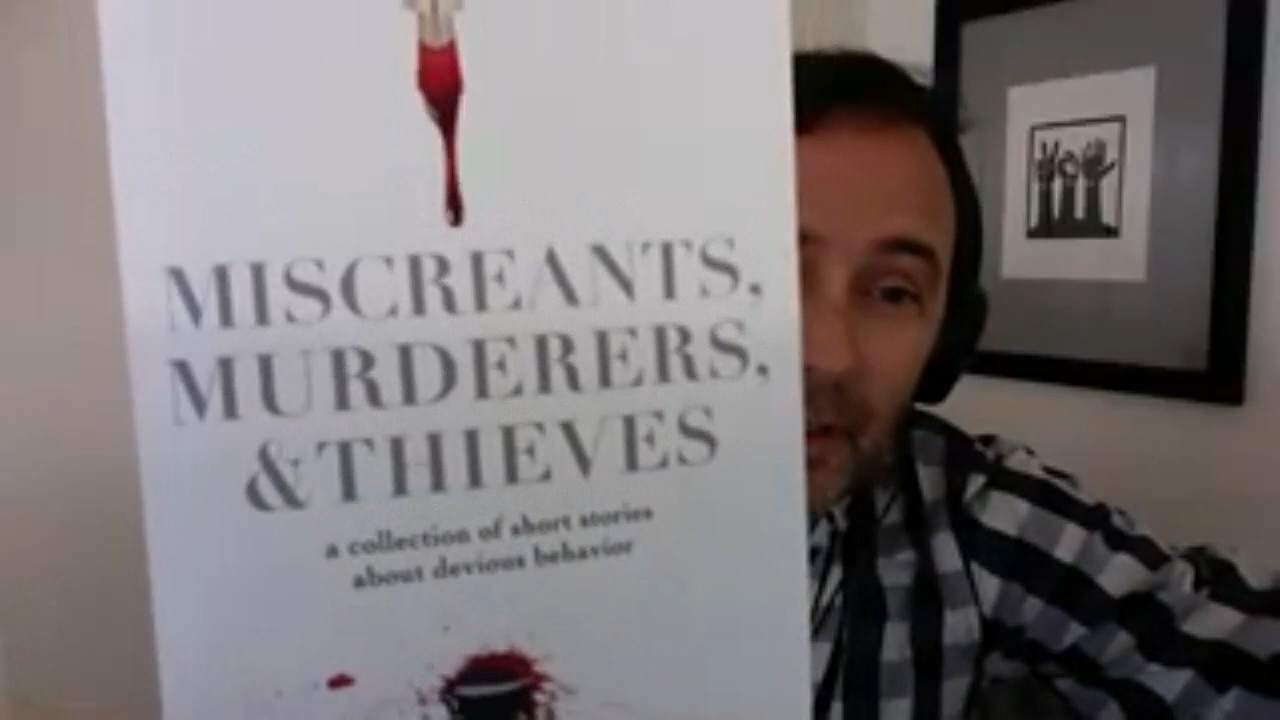 MISCREANTS,
MURDERERS,
& THIEVES
a collection of short stories
about devious behavior